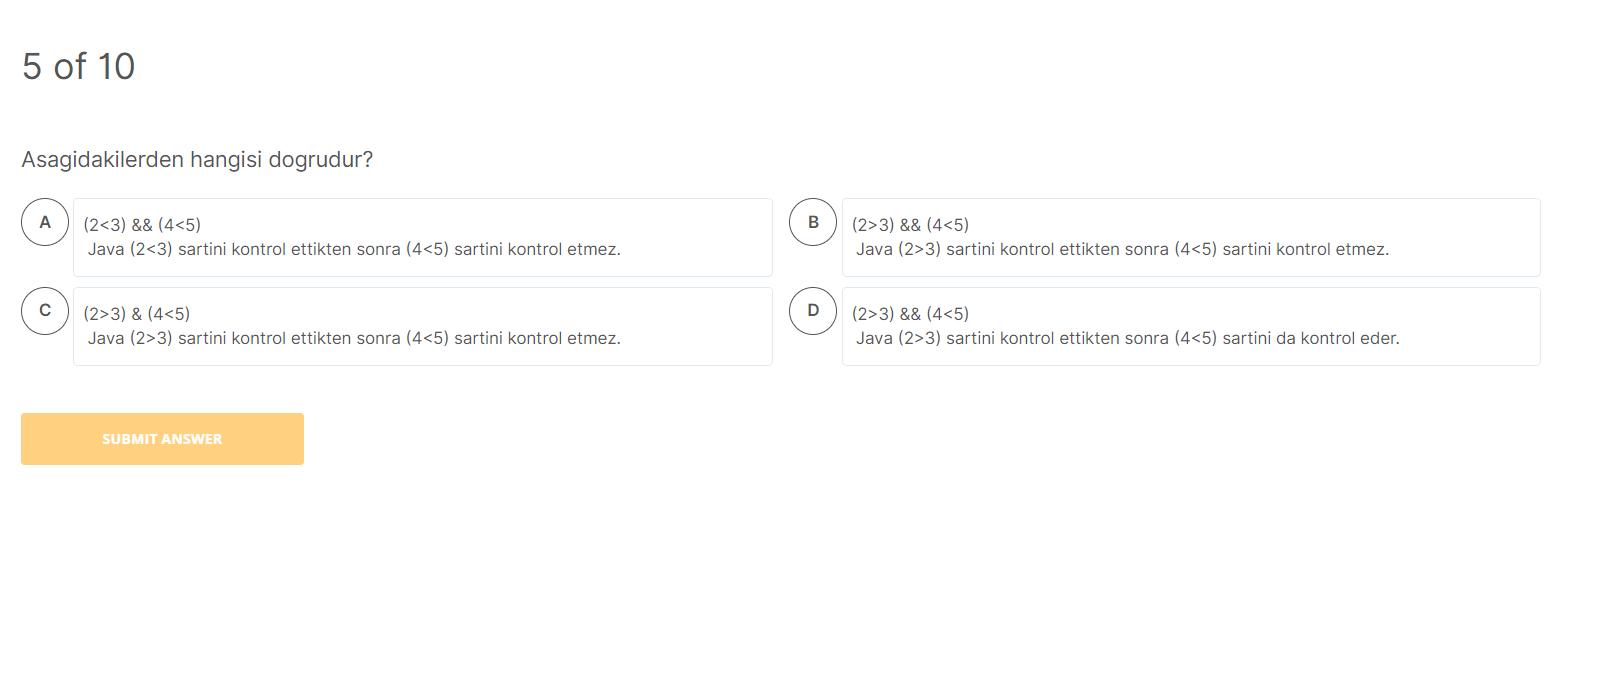 5 of 10
Asagidakilerden hangisi dogrudur?
A
(2<3) && (4<5)
Java (2<3) sartini kontrol ettikten sonra (4<5) sartini kontrol etmez.
B
(2>3) && (4<5)
Java (2>3) sartini kontrol ettikten sonra (4<5) sartini kontrol etmez.
C
(2>3) & (4<5)
Java (2>3) sartini kontrol ettikten sonra (4<5) sartini kontrol etmez.
D
(2>3) && (4<5)
Java (2>3) sartini kontrol ettikten sonra (4<5) sartini da kontrol eder.
SUBMIT ANSWER